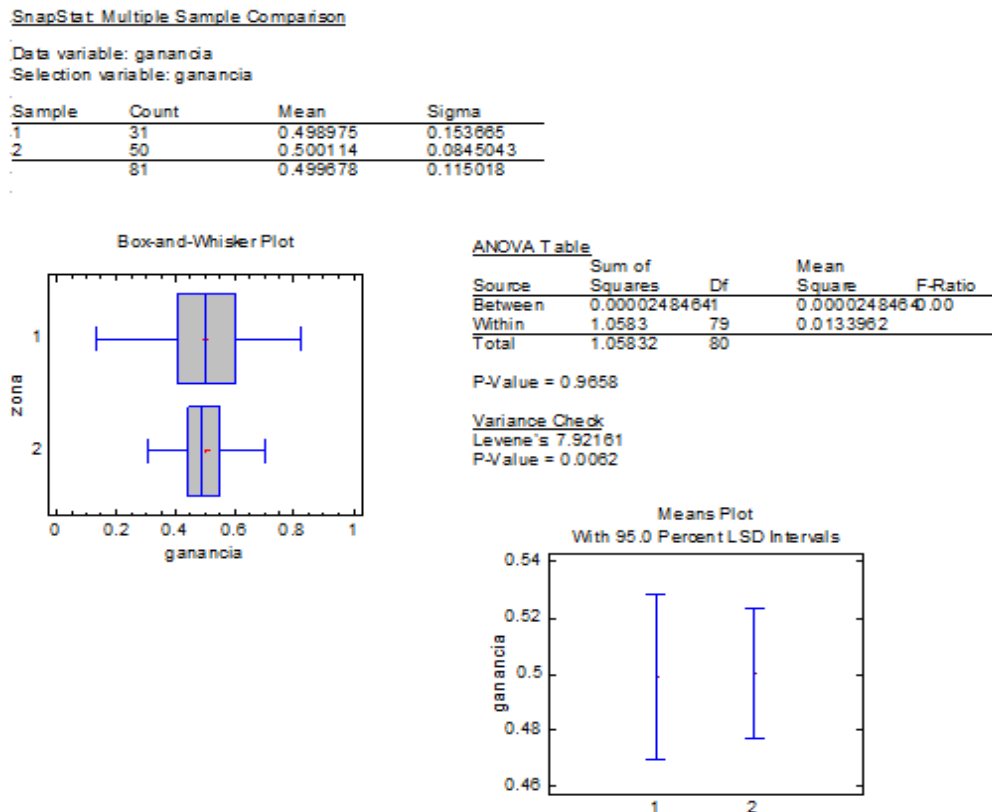 SnapStat: Multiple Sample Comparison
Data variable: ganancia
Selection variable: ganancia
Sample Count Mean Sigma
1 31 0.498975 0.153665
2 50 0.500114 0.0845043
81 0.499678 0.115018
Box-and-Whisker Plot
zona
1
2
0 0.2 0.4 0.6 0.8 1
ganancia
ANOVA Table
Sum of Mean
Source Squares Df Square F-Ratio
Between 0.0000248464 1 0.0000248464 0.00
Within 1.0583 79 0.0133962
Total 1.05832 80
P-Value = 0.9658
Variance Check
Levene's: 7.92161
P-Value = 0.0062
Means Plot
With 95.0 Percent LSD Intervals
ganancia
0.54
0.52
0.5
0.48
0.46
1 2